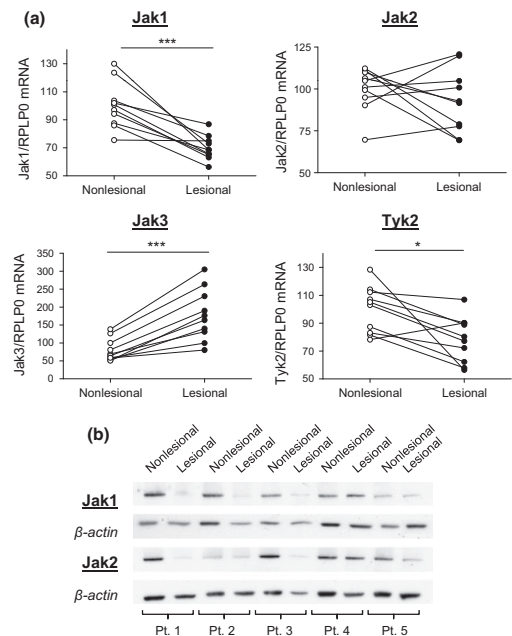 (a)
Jak1
***
Jak1/RPLP0 mRNA
130
110
90
70
50
Nonlesional Lesional
Jak2
Jak2/RPLP0 mRNA
125
100
75
50
Nonlesional Lesional
Jak3
***
Jak3/RPLP0 mRNA
350
300
250
200
150
100
50
0
Nonlesional Lesional
Tyk2
*
Tyk2/RPLP0 mRNA
130
110
90
70
50
Nonlesional Lesional
(b)
Nonlesional Lesional Nonlesional Lesional Nonlesional Lesional Nonlesional Lesional Nonlesional Lesional
Jak1
β-actin
Jak2
β-actin
Pt. 1 Pt. 2 Pt. 3 Pt. 4 Pt. 5